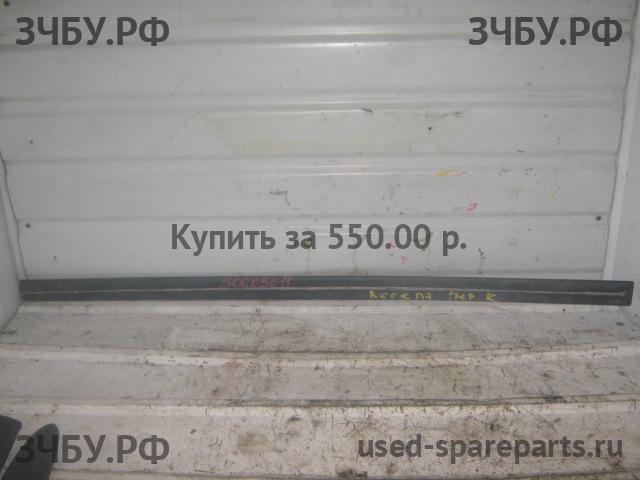 ЗЧБУ.РФ ЗЧБУ.РФ
Купить за 550.00 р.
ЗЧБУ.РФ used-spareparts.ru